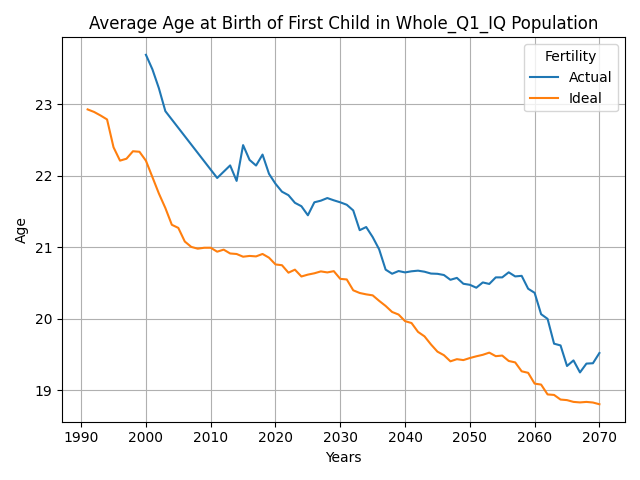 Average Age at Birth of First Child in Whole_Q1_IQ Population
Fertility
Actual
Ideal
Age
23
22
21
20
19
1990
2000
2010
2020
2030
2040
2050
2060
2070
Years